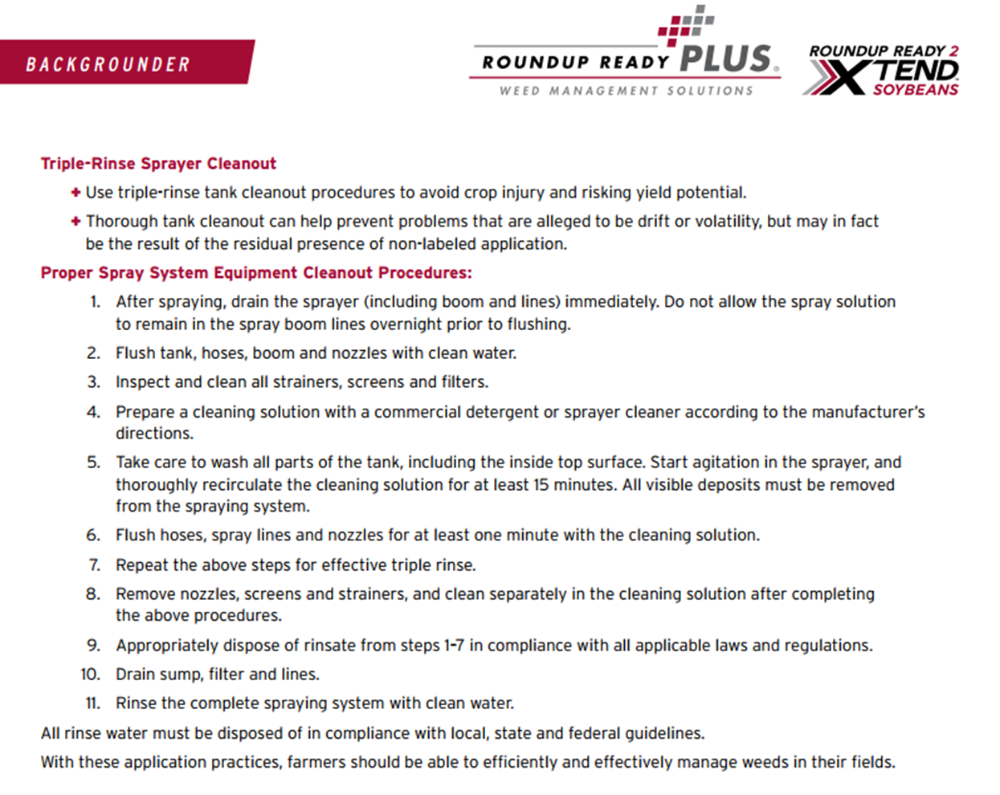 BACKGROUNDER
ROUNDUP READY PLUS®
WEED MANAGEMENT SOLUTIONS
ROUNDUP READY 2
XTEND™
SOYBEANS
Triple-Rinse Sprayer Cleanout
+ Use triple-rinse tank cleanout procedures to avoid crop injury and risking yield potential.
+ Thorough tank cleanout can help prevent problems that are alleged to be drift or volatility, but may in fact
be the result of the residual presence of non-labeled application.
Proper Spray System Equipment Cleanout Procedures:
1. After spraying, drain the sprayer (including boom and lines) immediately. Do not allow the spray solution
to remain in the spray boom lines overnight prior to flushing.
2. Flush tank, hoses, boom and nozzles with clean water.
3. Inspect and clean all strainers, screens and filters.
4. Prepare a cleaning solution with a commercial detergent or sprayer cleaner according to the manufacturer's
directions.
5. Take care to wash all parts of the tank, including the inside top surface. Start agitation in the sprayer, and
thoroughly recirculate the cleaning solution for at least 15 minutes. All visible deposits must be removed
from the spraying system.
6. Flush hoses, spray lines and nozzles for at least one minute with the cleaning solution.
7. Repeat the above steps for effective triple rinse.
8. Remove nozzles, screens and strainers, and clean separately in the cleaning solution after completing
the above procedures.
9. Appropriately dispose of rinsate from steps 1-7 in compliance with all applicable laws and regulations.
10. Drain sump, filter and lines.
11. Rinse the complete spraying system with clean water.
All rinse water must be disposed of in compliance with local, state and federal guidelines.
With these application practices, farmers should be able to efficiently and effectively manage weeds in their fields.